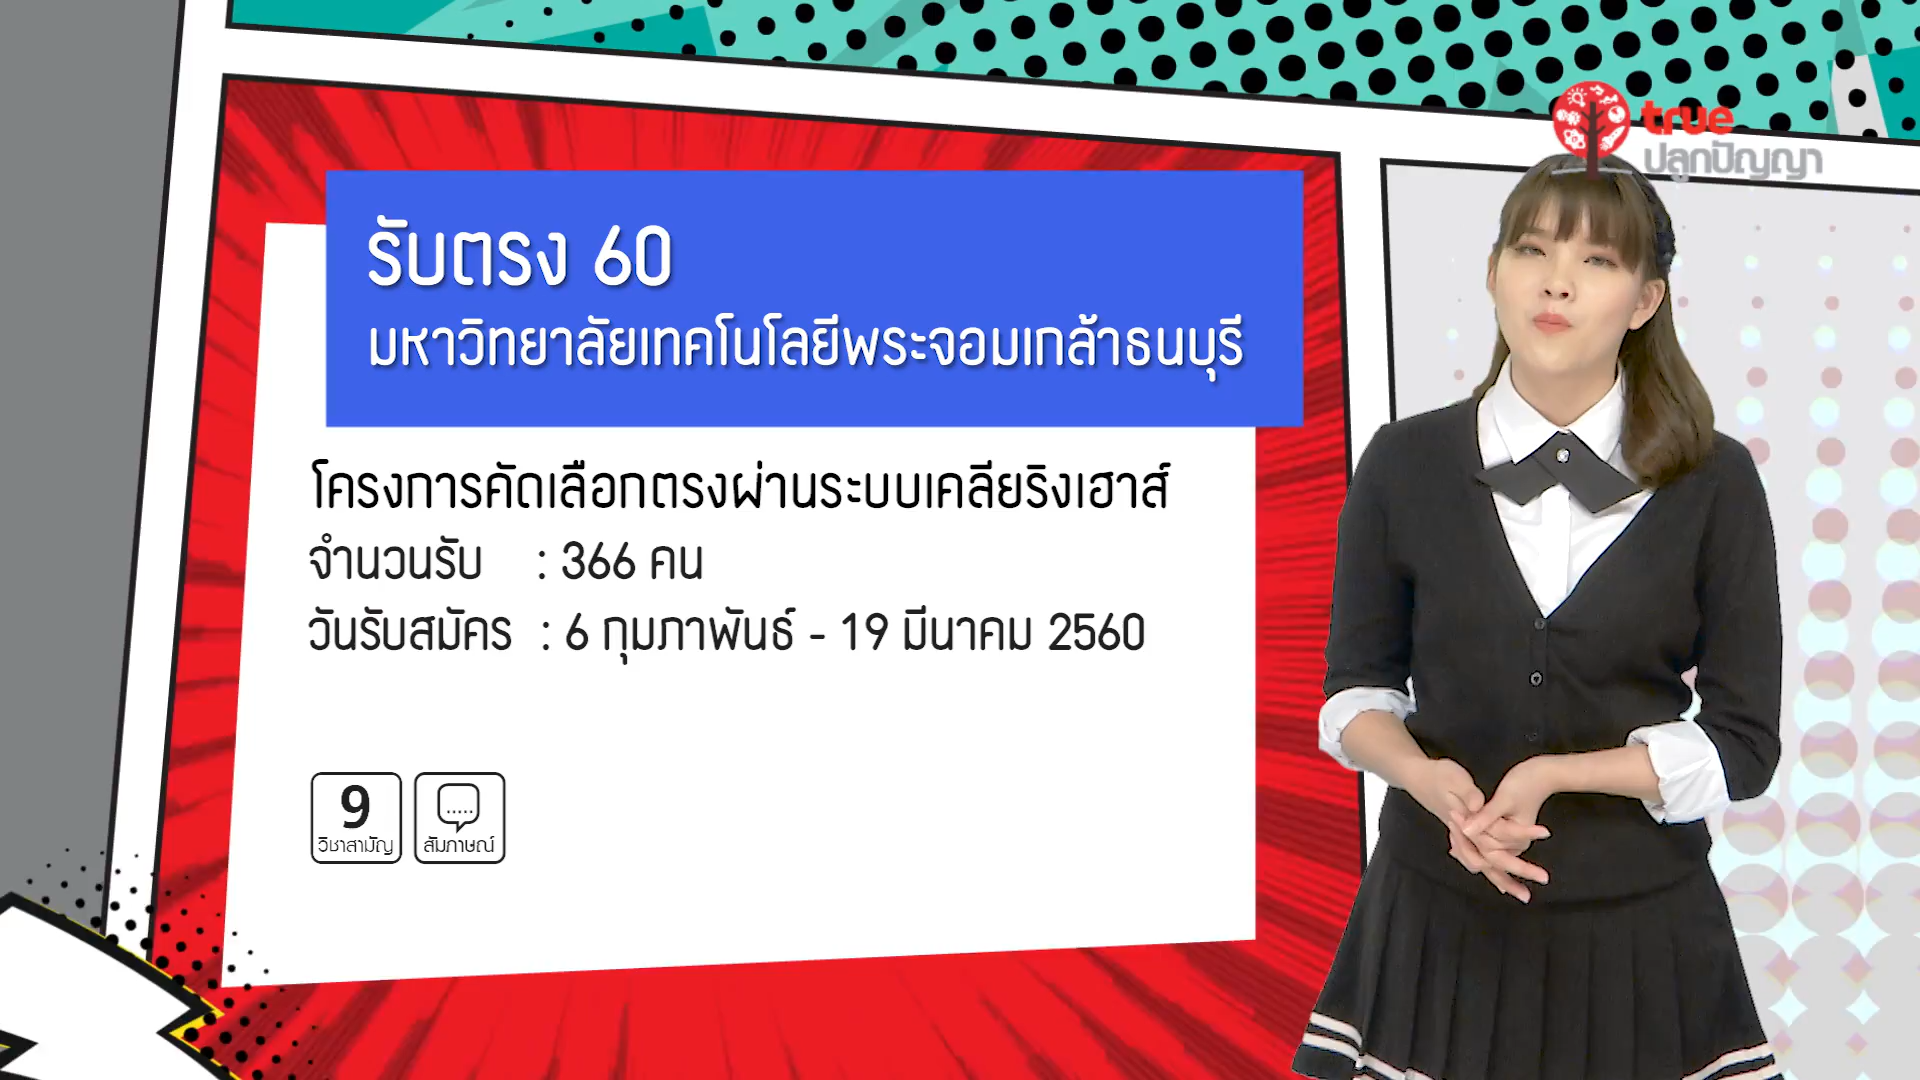 true
ปลูกปัญญา
รับตรง 60
มหาวิทยาลัยเทคโนโลยีพระจอมเกล้าธนบุรี
โครงการคัดเลือกตรงผ่านระบบเคลียริงเฮาส์
จำนวนรับ : 366 คน
วันรับสมัคร : 6 กุมภาพันธ์ - 19 มีนาคม 2560
9
วิชาสามัญ
สัมภาษณ์